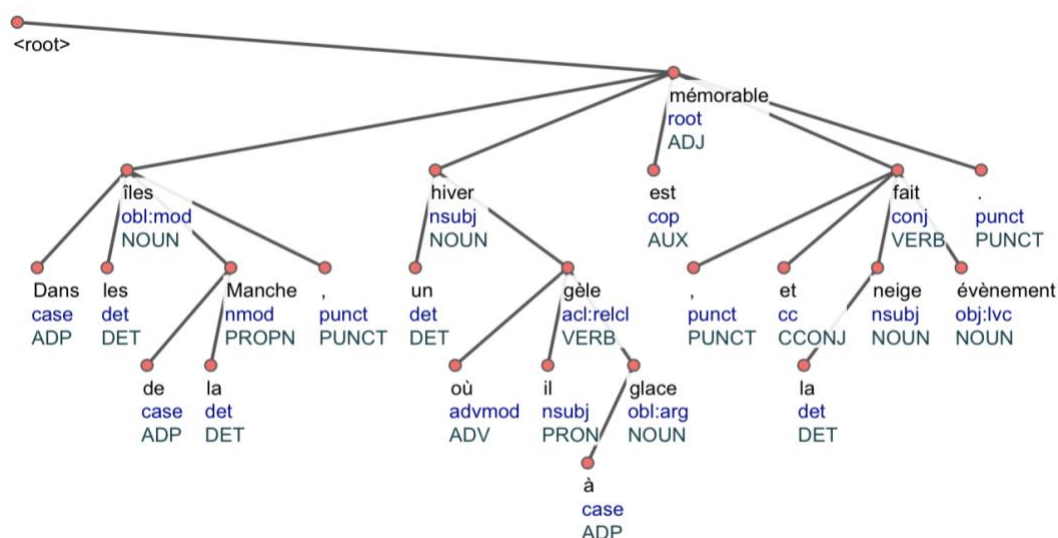 <root>
mémorable
root
ADJ
îles
obl:mod
NOUN
hiver
nsubj
NOUN
est
cop
AUX
fait
conj
VERB
.
punct
PUNCT
Dans
case
ADP
les
det
DET
Manche
nmod
PROPN
,
punct
PUNCT
un
det
DET
gèle
acl:relcl
VERB
,
punct
PUNCT
et
cc
CCONJ
neige
nsubj
NOUN
évènement
obj:lvc
NOUN
de
case
ADP
la
det
DET
où
advmod
ADV
il
nsubj
PRON
glace
obl:arg
NOUN
la
det
DET
à
case
ADP